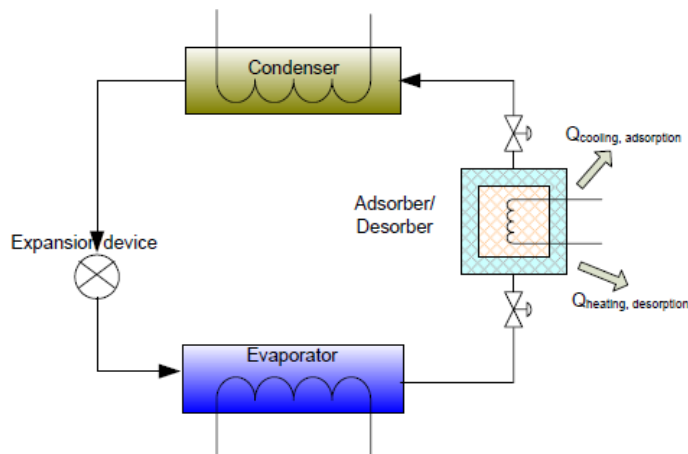 Condenser
Qcooling, adsorption
Adsorber/
Desorber
Expansion device
Qheating, desorption
Evaporator